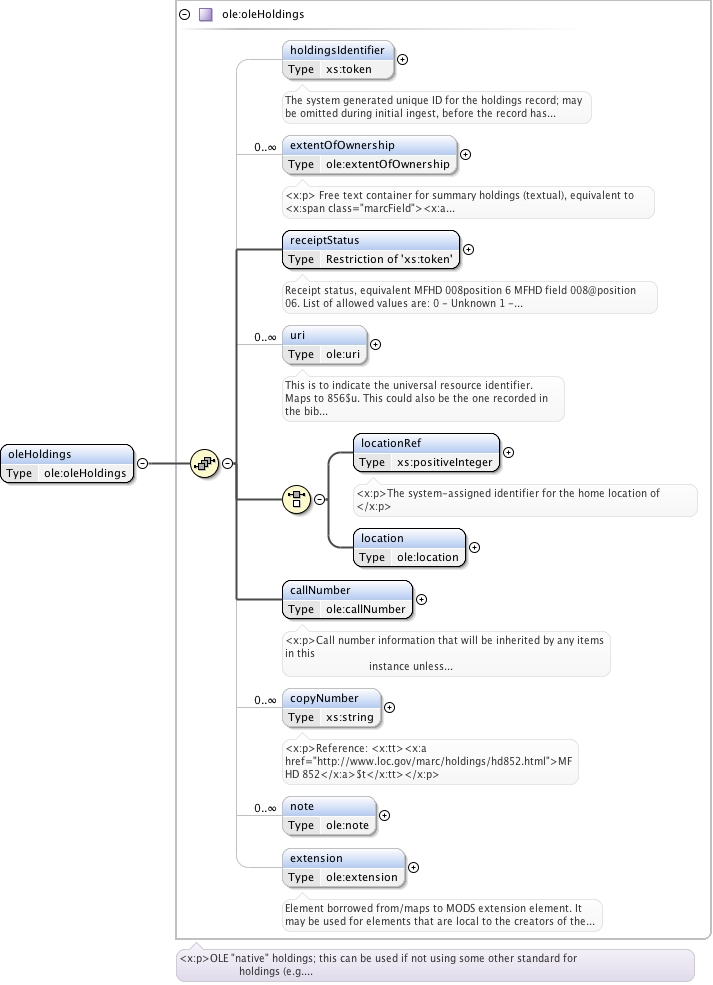 ole:oleHoldings
holdingsIdentifier
Type xs:token
The system generated unique ID for the holdings record; may
be omitted during initial ingest, before the record has...
0..∞
extentOfOwnership
Type ole:extentOfOwnership
<x:p> Free text container for summary holdings (textual), equivalent to
<x:span class="marcField"><x:a...
receiptStatus
Type Restriction of 'xs:token'
Receipt status, equivalent MFHD 008position 6 MFHD field 008@position
06. List of allowed values are: 0 - Unknown 1 -...
0..∞
uri
Type ole:uri
This is to indicate the universal resource identifier.
Maps to 856$u. This could also be the one recorded in
the bib...
oleHoldings
Type ole:oleHoldings
locationRef
Type xs:positiveInteger
<x:p>The system-assigned identifier for the home location of
</x:p>
location
Type ole:location
callNumber
Type ole:callNumber
<x:p>Call number information that will be inherited by any items
in this
instance unless...
0..∞
copyNumber
Type xs:string
<x:p>Reference: <x:tt><x:a
href="http://www.loc.gov/marc/holdings/hd852.html">MF
HD 852</x:a>$t</x:tt></x:p>
0..∞
note
Type ole:note
extension
Type ole:extension
Element borrowed from/maps to MODS extension element. It
may be used for elements that are local to the creators of the...
<x:p>OLE "native" holdings; this can be used if not using some other standard for
holdings (e.g....